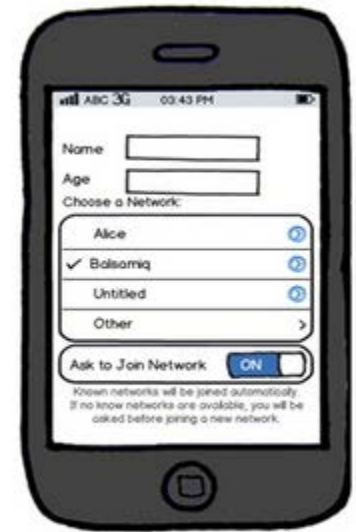 ABC 3G 03:43 PM
Name
Age
Choose a Network:
Alice
Balsamiq
Untitled
Other
Ask to Join Network ON
Known networks will be joined automatically.
If no know networks are available, you will be
asked before joining a new network.